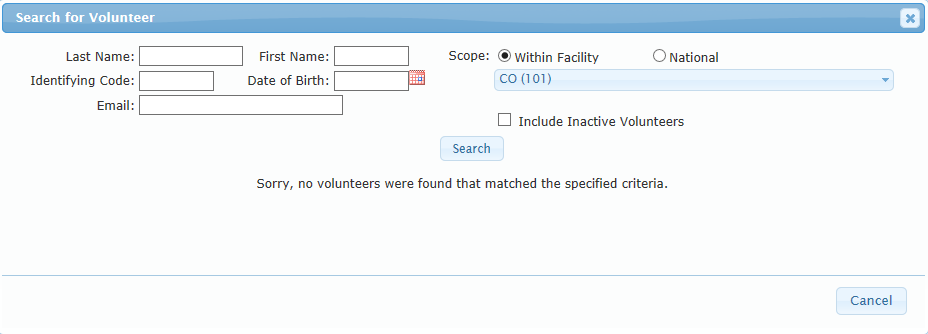 Search for Volunteer
Last Name: First Name: Scope: Within Facility National
Identifying Code: Date of Birth: CO (101)
Email:
Include Inactive Volunteers
Search
Sorry, no volunteers were found that matched the specified criteria.
Cancel